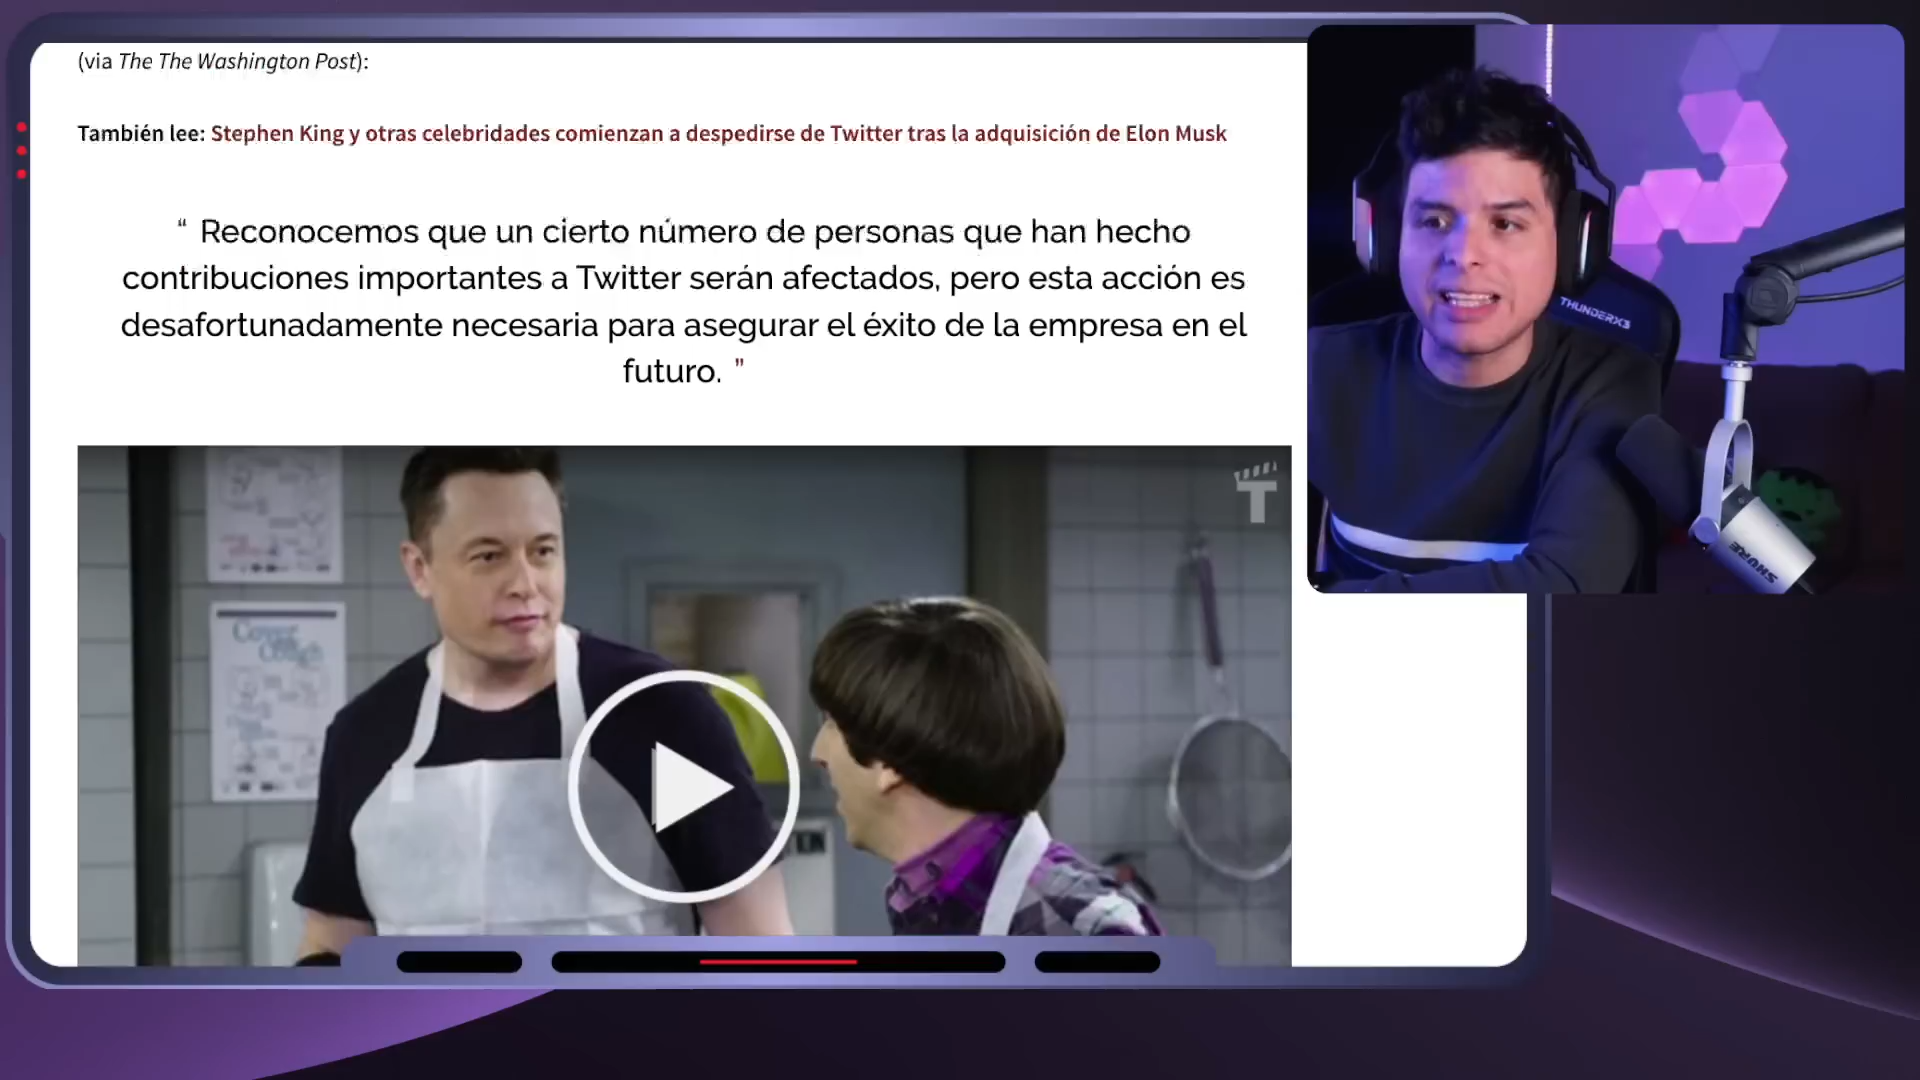 (via The The Washington Post):
También lee: Stephen King y otras celebridades comienzan a despedirse de Twitter tras la adquisición de Elon Musk
“ Reconocemos que un cierto número de personas que han hecho
contribuciones importantes a Twitter serán afectados, pero esta acción es
desafortunadamente necesaria para asegurar el éxito de la empresa en el
futuro. ”
T
THUNDERX3
SHURE
Cover
Cough